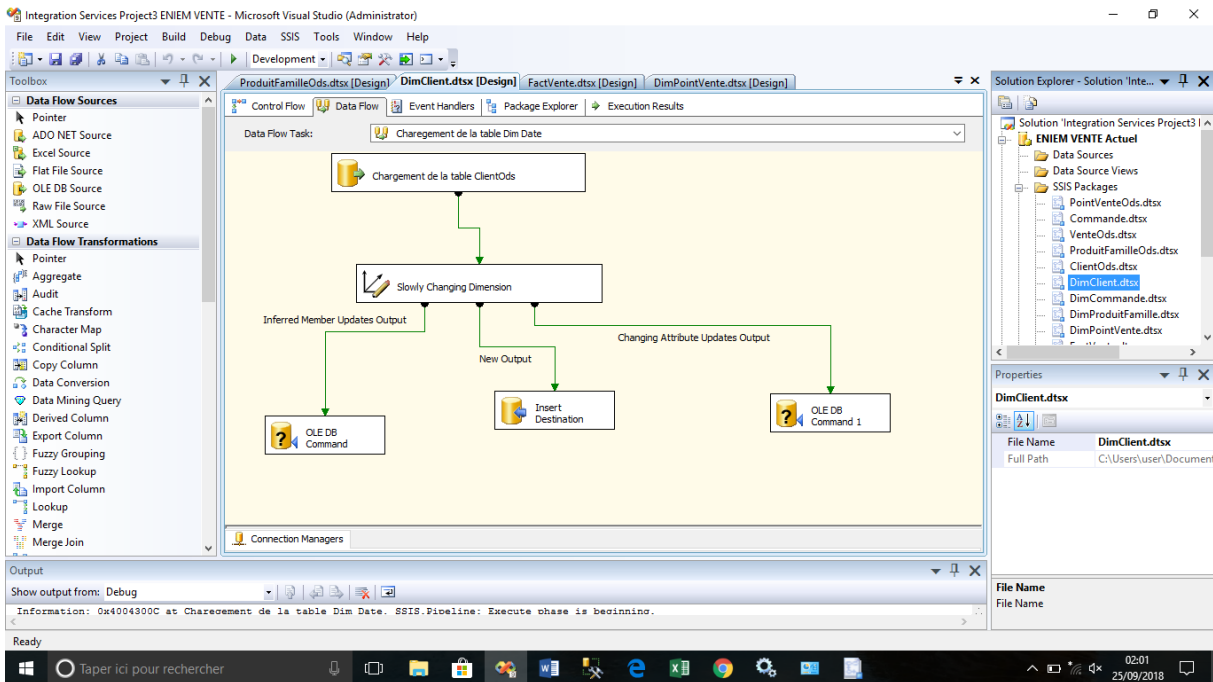 Integration Services Project3 ENIEM VENTE - Microsoft Visual Studio (Administrator)
File Edit View Project Build Debug Data SSIS Tools Window Help
Development
Toolbox
Data Flow Sources
Pointer
ADO NET Source
Excel Source
Flat File Source
OLE DB Source
Raw File Source
XML Source
Data Flow Transformations
Pointer
Aggregate
Audit
Cache Transform
Character Map
Conditional Split
Copy Column
Data Conversion
Data Mining Query
Derived Column
Export Column
Fuzzy Grouping
Fuzzy Lookup
Import Column
Lookup
Merge
Merge Join
ProduitFamilleOds.dtsx [Design] DimClient.dtsx [Design] FactVente.dtsx [Design] DimPointVente.dtsx [Design]
Control Flow Data Flow Event Handlers Package Explorer Execution Results
Data Flow Task: Charegement de la table Dim Date
Chargement de la table ClientOds
Slowly Changing Dimension
Inferred Member Updates Output
Changing Attribute Updates Output
New Output
Insert
Destination
OLE DB
Command 1
OLE DB
Command
Connection Managers
Solution Explorer - Solution 'Inte...
Solution 'Integration Services Project3
ENIEM VENTE Actuel
Data Sources
Data Source Views
SSIS Packages
PointVenteOds.dtsx
Commande.dtsx
VenteOds.dtsx
ProduitFamilleOds.dtsx
ClientOds.dtsx
DimClient.dtsx
DimCommande.dtsx
DimProduitFamille.dtsx
DimPointVente.dtsx
Properties
DimClient.dtsx
File Name DimClient.dtsx
Full Path C:\Users\user\Document
File Name
File Name
Output
Show output from: Debug
Information: 0x4004300C at Charegement de la table Dim Date. SSIS.Pipeline: Execute phase is beginning.
Ready
Taper ici pour rechercher
02:01
25/09/2018